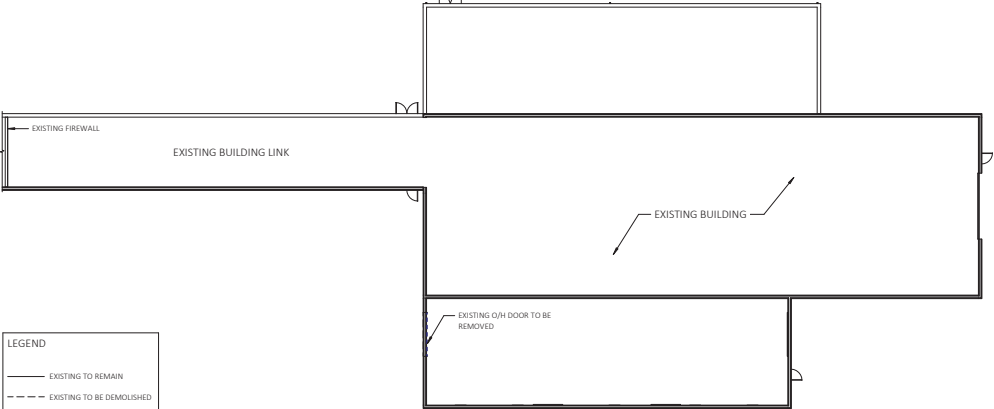 EXISTING FIREWALL
EXISTING BUILDING LINK
EXISTING BUILDING
EXISTING O/H DOOR TO BE
REMOVED
LEGEND
EXISTING TO REMAIN
EXISTING TO BE DEMOLISHED